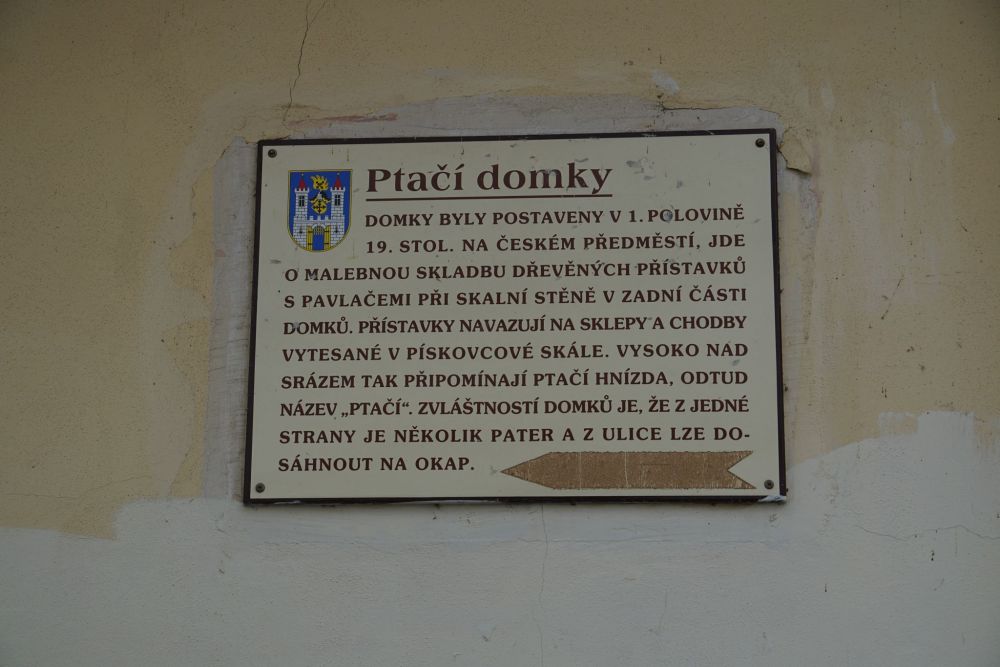 Ptačí domky
DOMKY BYLY POSTAVENY V 1. POLOVINĚ
19. STOL. NA ČESKÉM PŘEDMĚSTÍ, JDE
O MALEBNOU SKLADBU DŘEVĚNÝCH PŘÍSTAVKŮ
S PAVLAČEMI PŘI SKALNÍ STĚNĚ V ZADNÍ ČÁSTI
DOMKŮ. PŘÍSTAVKY NAVAZUJÍ NA SKLEPY A CHODBY
VYTESANÉ V PÍSKOVCOVÉ SKÁLE. VYSOKO NAD
SRÁZEM TAK PŘIPOMÍNAJÍ PTAČÍ HNÍZDA, ODTUD
NÁZEV „PTAČÍ“. ZVLÁŠTNOSTÍ DOMKŮ JE, ŽE Z JEDNÉ
STRANY JE NĚKOLIK PATER A Z ULICE LZE DO-
SÁHNOUT NA OKAP.